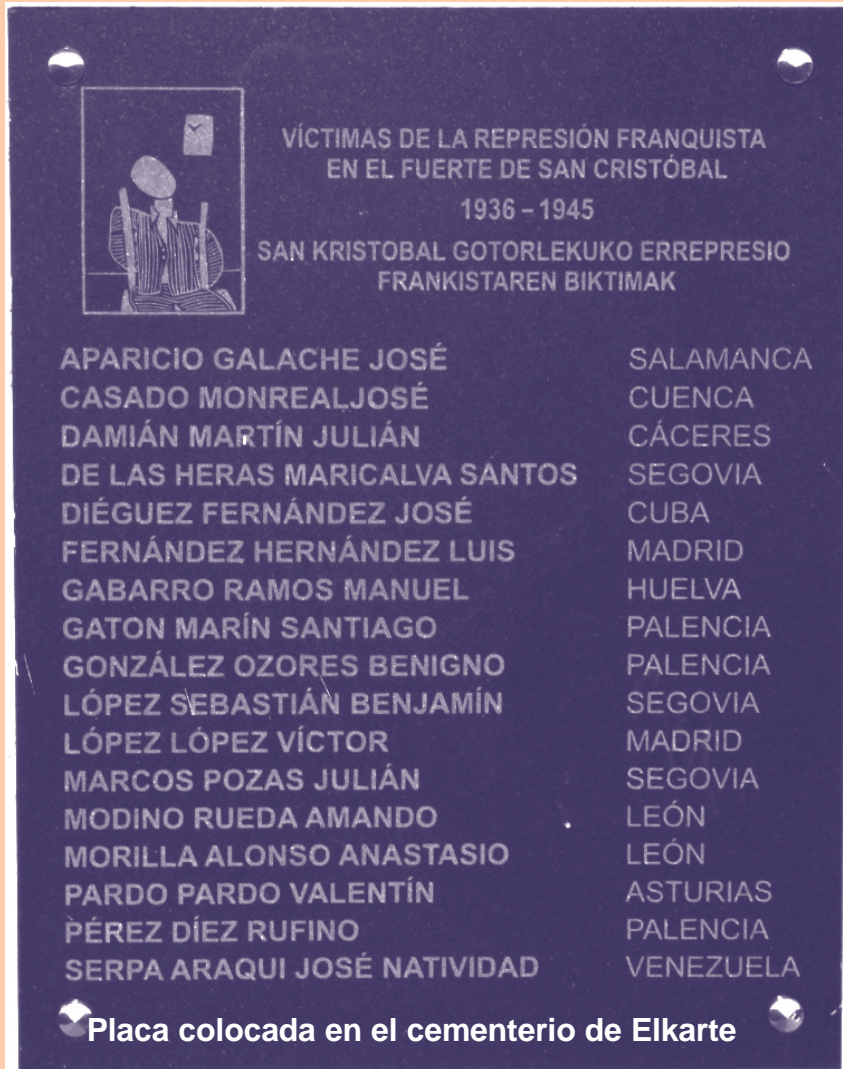 VÍCTIMAS DE LA REPRESIÓN FRANQUISTA
EN EL FUERTE DE SAN CRISTÓBAL
1936 – 1945
SAN KRISTOBAL GOTORLEKUKO ERREPRESIO
FRANKISTAREN BIKTIMAK
APARICIO GALACHE JOSÉ SALAMANCA
CASADO MONREALJOSÉ CUENCA
DAMIÁN MARTÍN JULIÁN CÁCERES
DE LAS HERAS MARICALVA SANTOS SEGOVIA
DIÉGUEZ FERNÁNDEZ JOSÉ CUBA
FERNÁNDEZ HERNÁNDEZ LUIS MADRID
GABARRO RAMOS MANUEL HUELVA
GATON MARÍN SANTIAGO PALENCIA
GONZÁLEZ OZORES BENIGNO PALENCIA
LÓPEZ SEBASTIÁN BENJAMÍN SEGOVIA
LÓPEZ LÓPEZ VÍCTOR MADRID
MARCOS POZAS JULIÁN SEGOVIA
MODINO RUEDA AMANDO LEÓN
MORILLA ALONSO ANASTASIO LEÓN
PARDO PARDO VALENTÍN ASTURIAS
PÉREZ DÍEZ RUFINO PALENCIA
SERPA ARAQUI JOSÉ NATIVIDAD VENEZUELA
Placa colocada en el cementerio de Elkarte